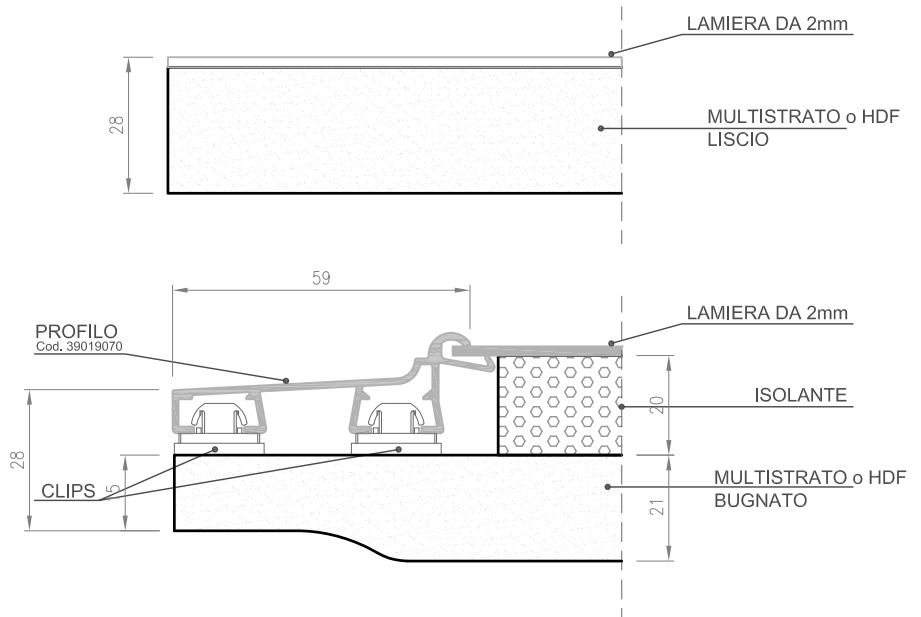 LAMIERA DA 2mm
28
MULTISTRATO o HDF
LISCIO
59
LAMIERA DA 2mm
PROFILO
Cod. 39019070
ISOLANTE
20
28
15
CLIPS
21
MULTISTRATO o HDF
BUGNATO